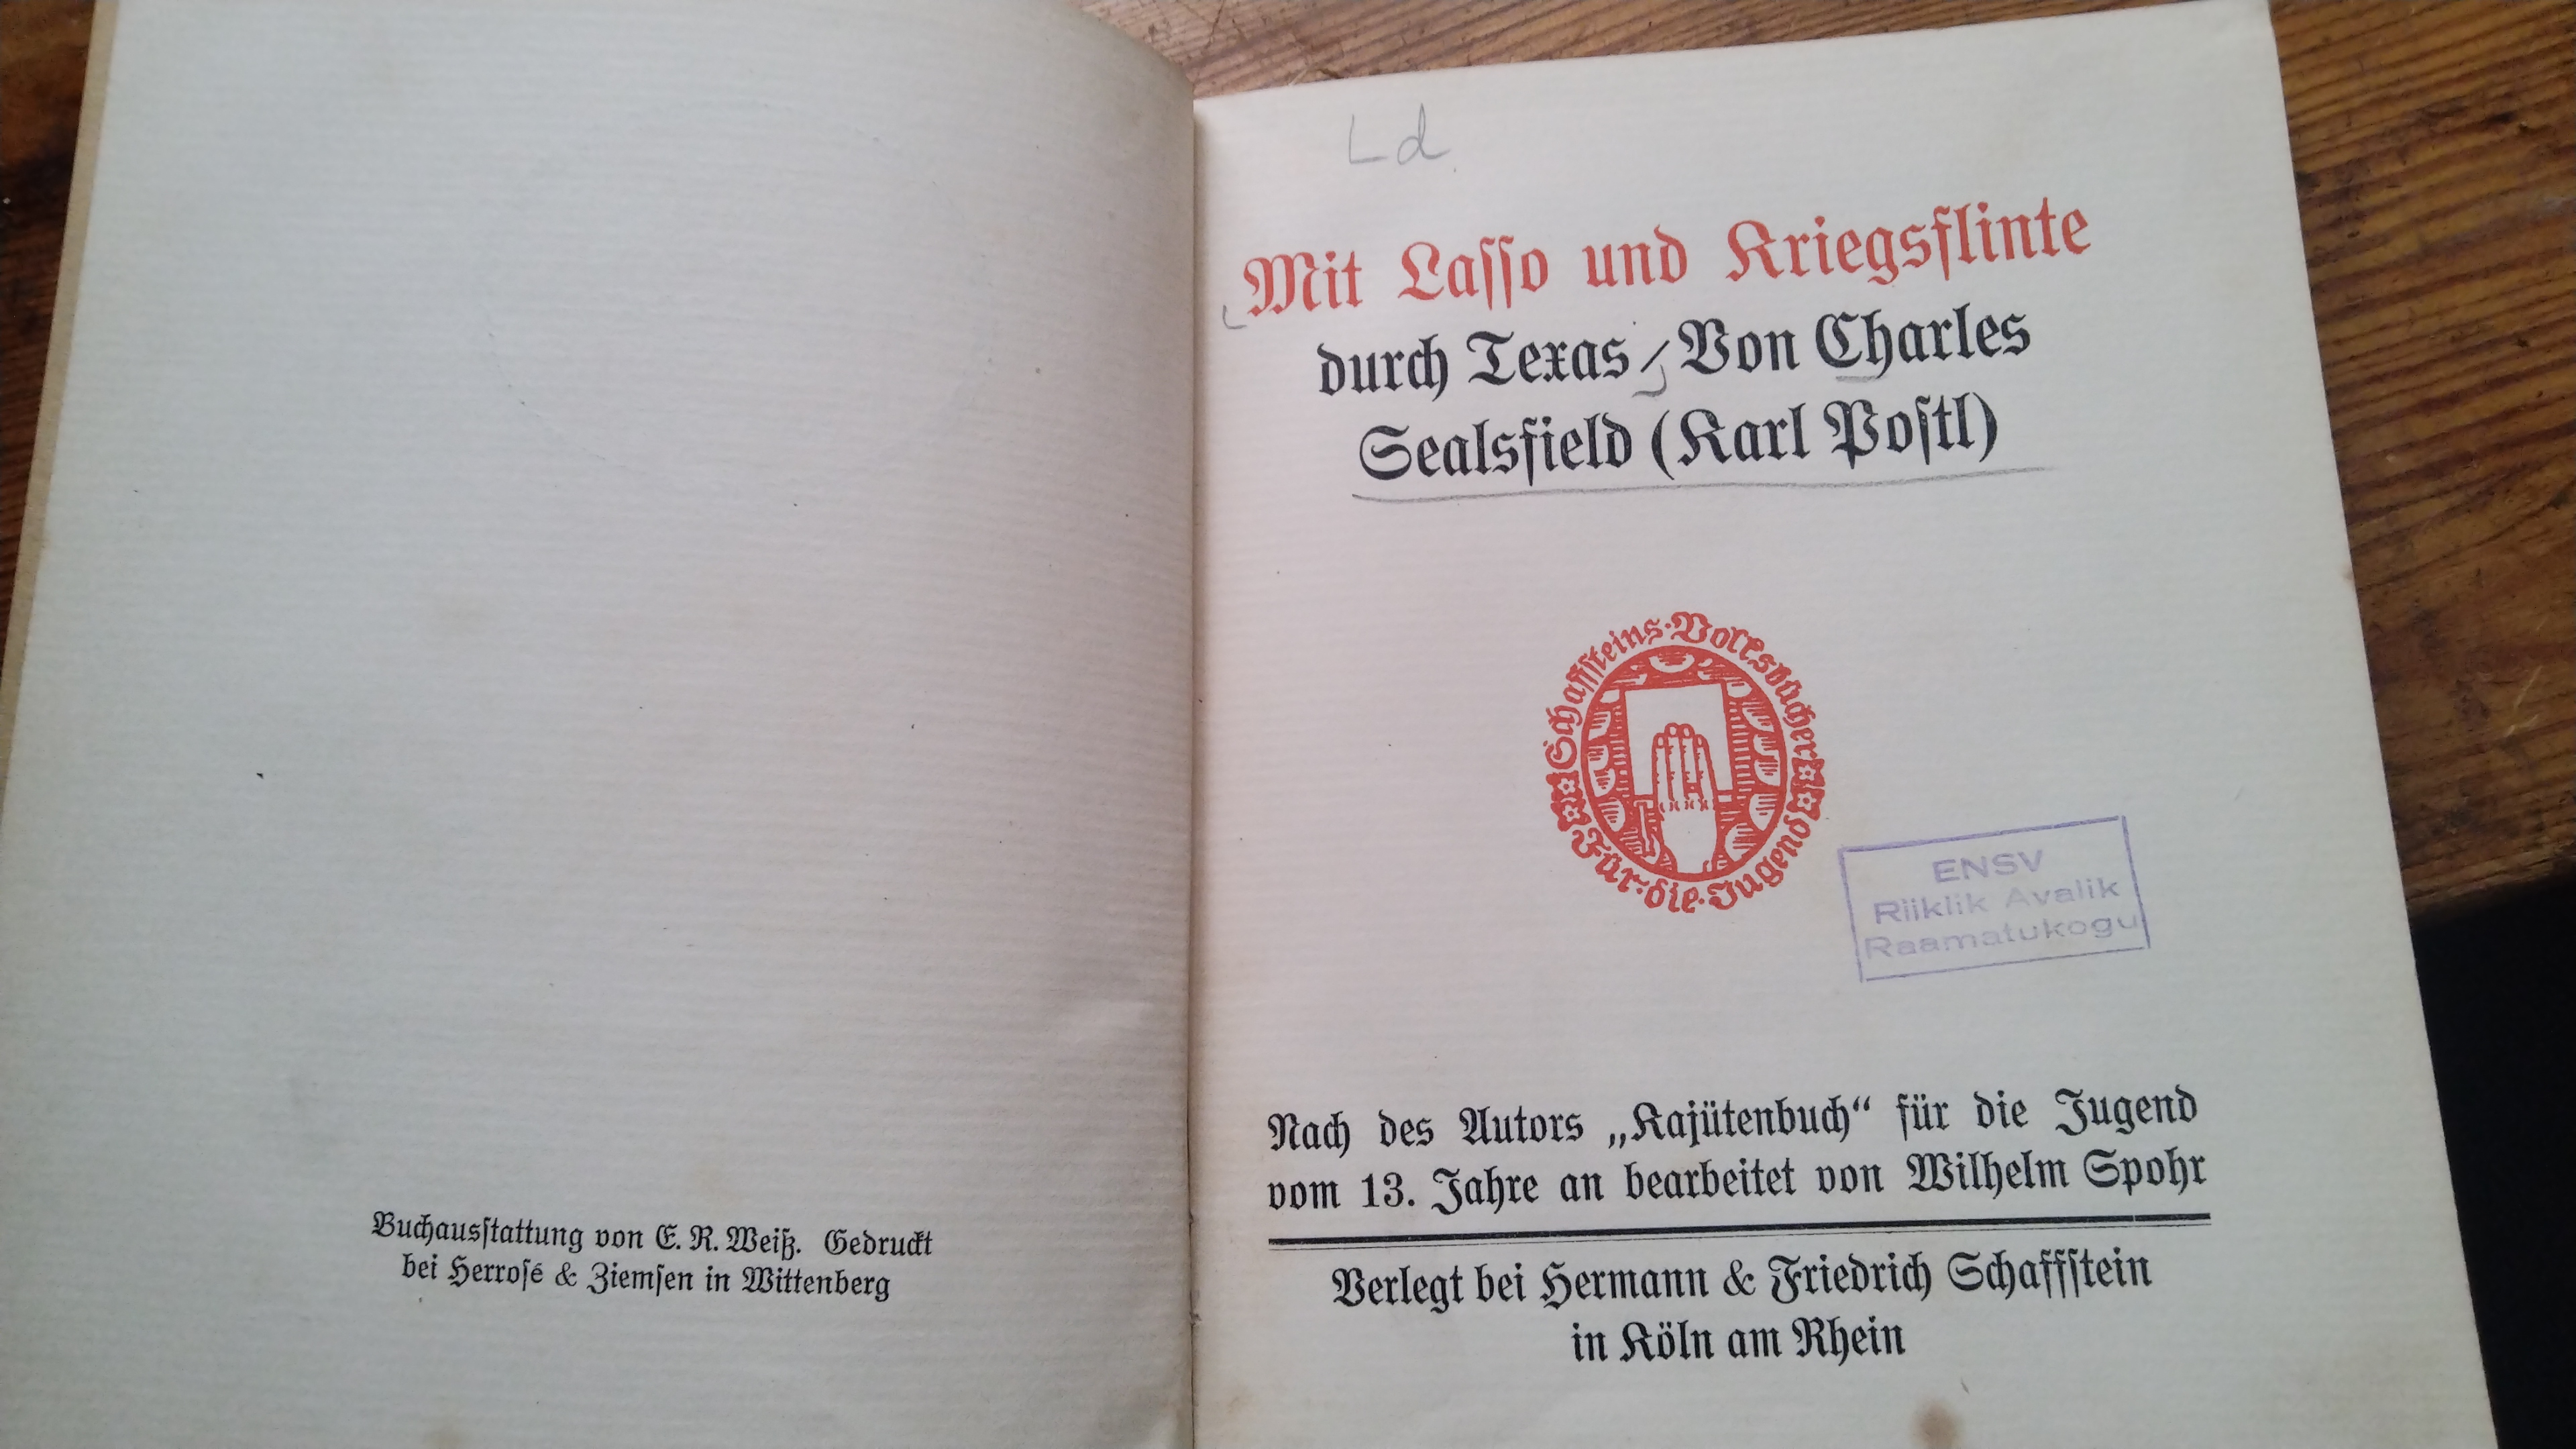 Buchausſtattung von E. R. Weiß. Gedruckt
bei Herroſé & Ziemſen in Wittenberg
Ld
Mit Laſſo und Kriegsflinte
durch Texas / Von Charles
Sealsfield (Karl Poſtl)
Schaffſteins·Volksbücher
Für·die·Jugend
ENSV
Riiklik Avalik
Raamatukogu
Nach des Autors „Kajütenbuch“ für die Jugend
vom 13. Jahre an bearbeitet von Wilhelm Spohr
Verlegt bei Hermann & Friedrich Schaffſtein
in Köln am Rhein